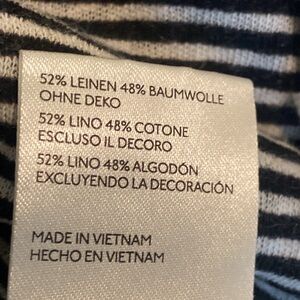 52% LEINEN 48% BAUMWOLLE
OHNE DEKO
52% LINO 48% COTONE
ESCLUSO IL DECORO
52% LINO 48% ALGODÓN
EXCLUYENDO LA DECORACIÓN
MADE IN VIETNAM
HECHO EN VIETNAM